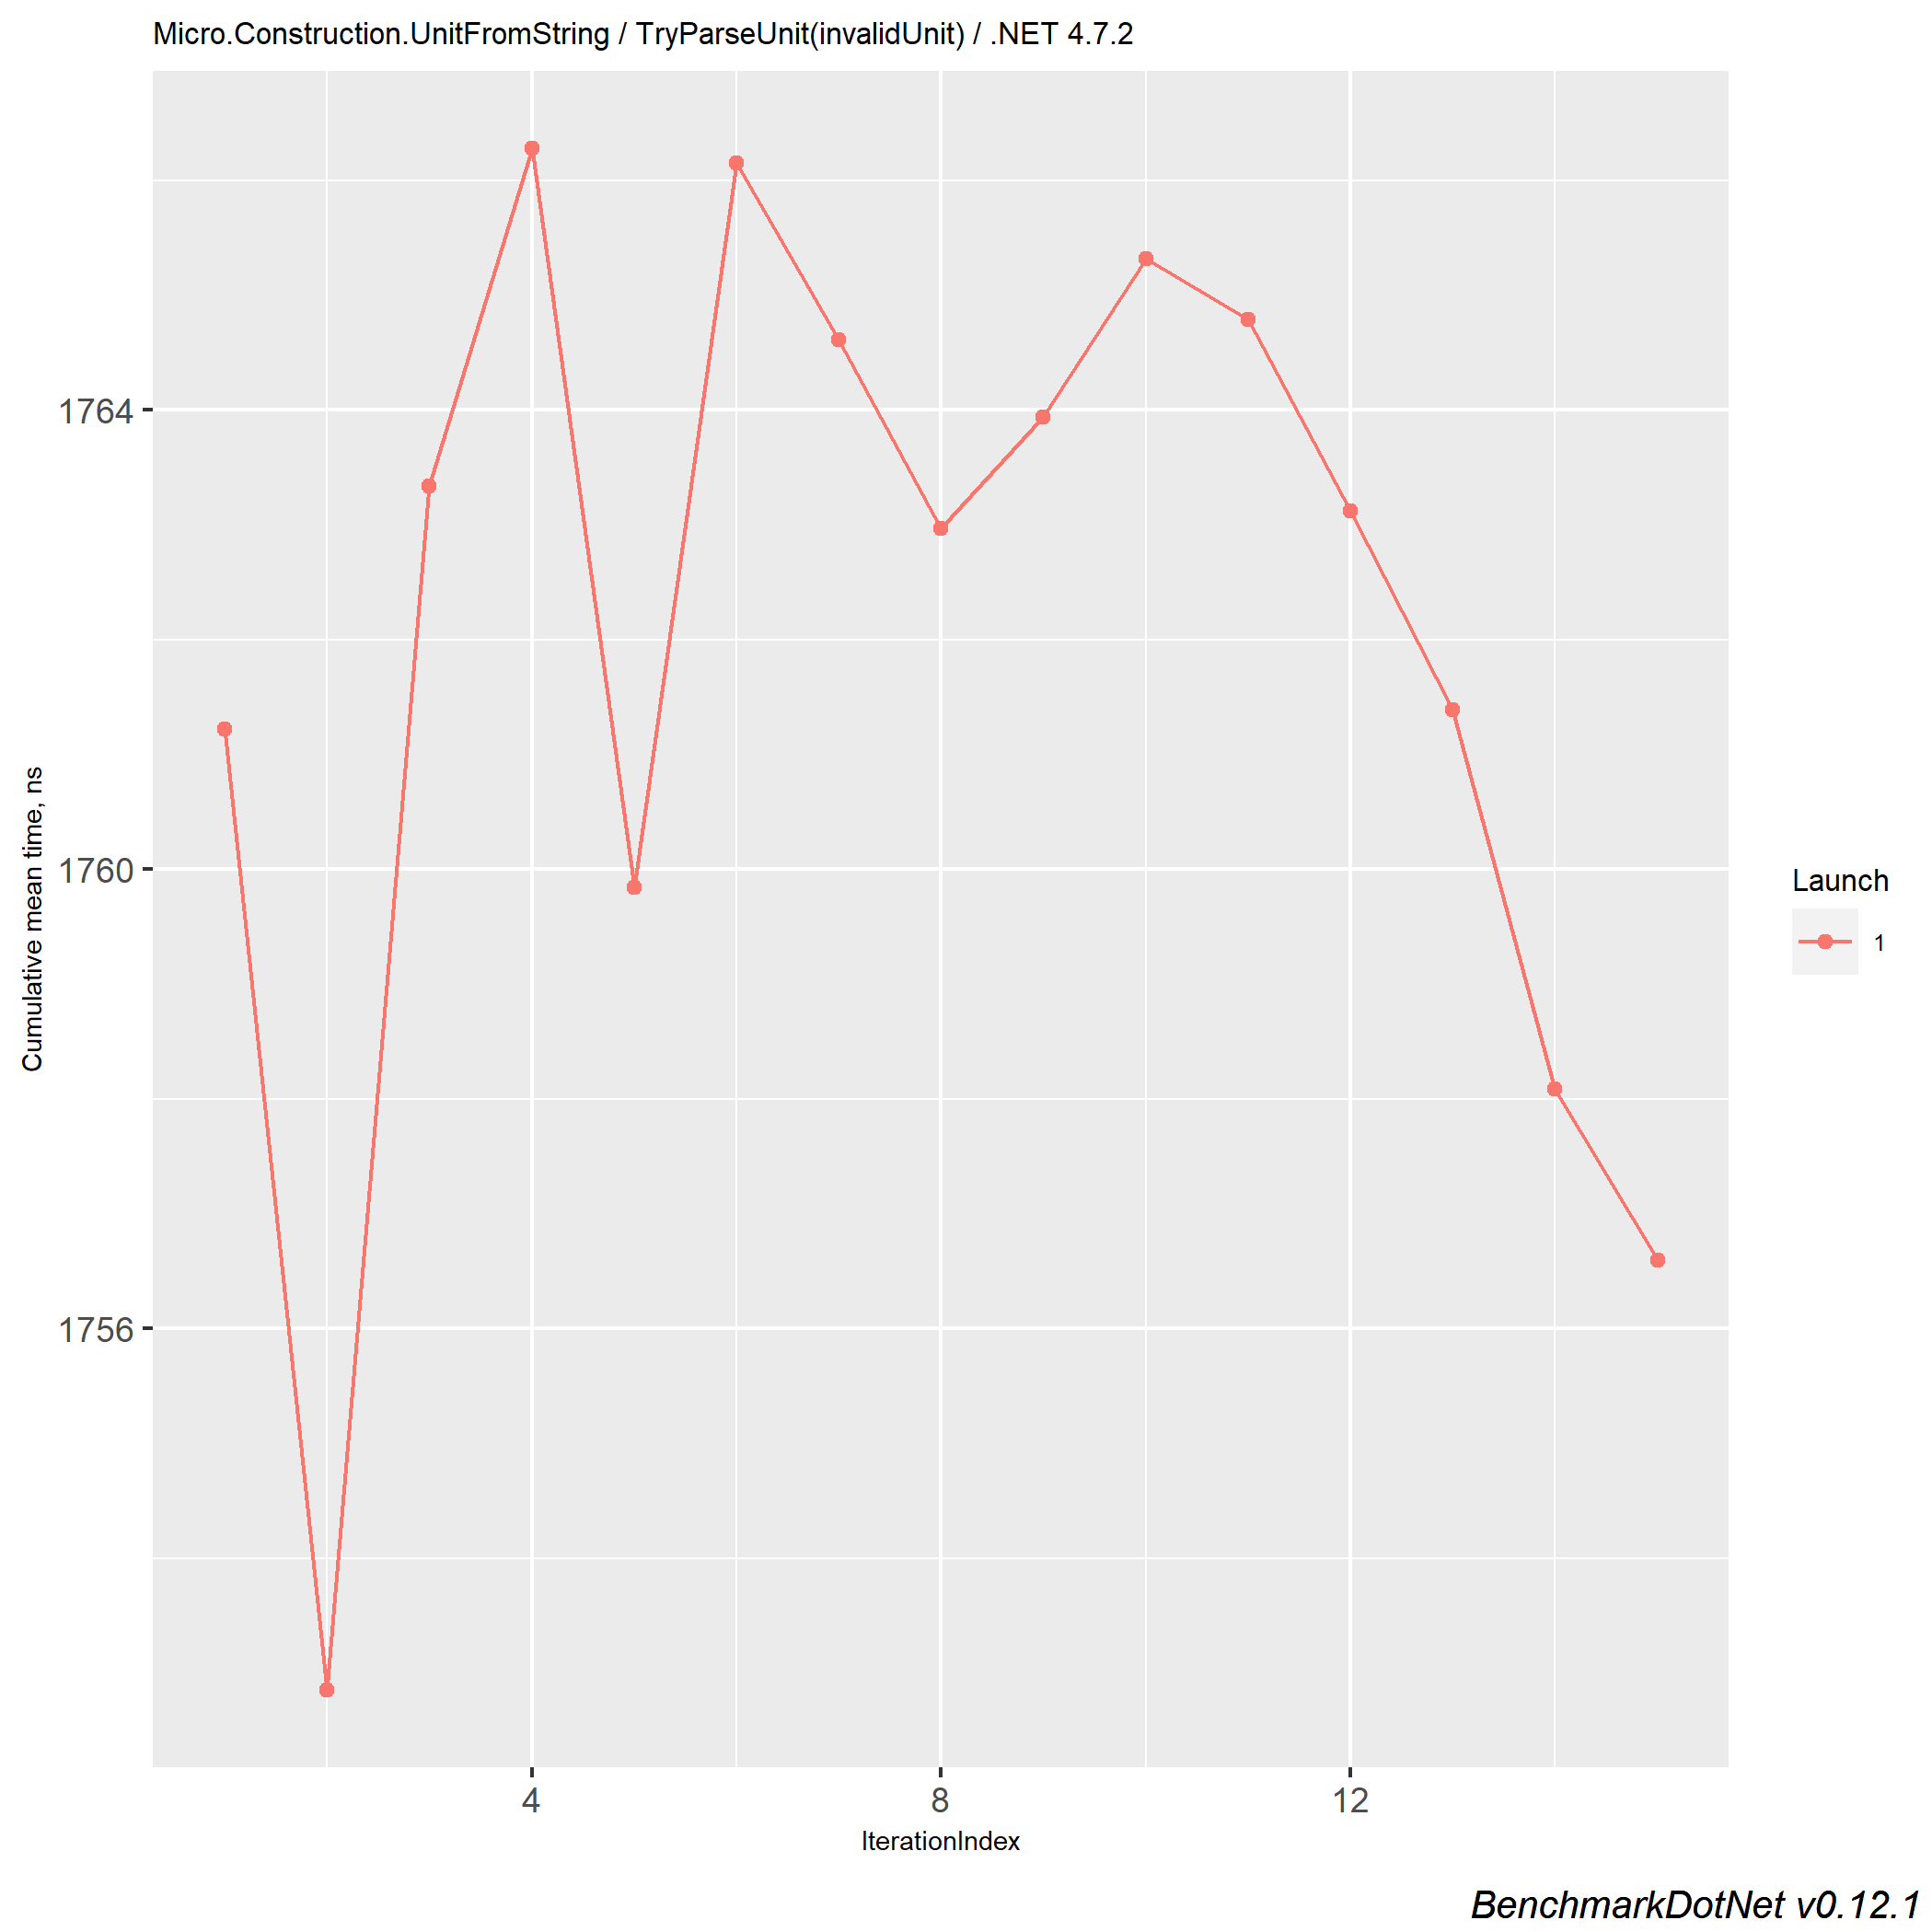 Micro.Construction.UnitFromString / TryParseUnit(invalidUnit) / .NET 4.7.2
Cumulative mean time, ns
1764
1760
1756
4
8
12
IterationIndex
Launch
1
BenchmarkDotNet v0.12.1